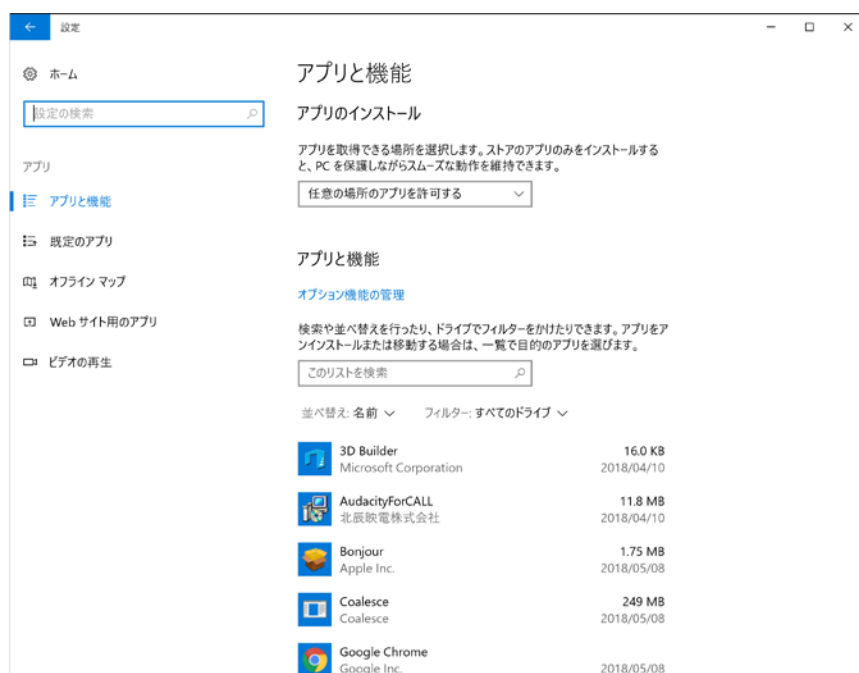 設定
ホーム
設定の検索
アプリ
アプリと機能
既定のアプリ
オフライン マップ
Web サイト用のアプリ
ビデオの再生
アプリと機能
アプリのインストール
アプリを取得できる場所を選択します。ストアのアプリのみをインストールする
と、PC を保護しながらスムーズな動作を維持できます。
任意の場所のアプリを許可する
アプリと機能
オプション機能の管理
検索や並べ替えを行ったり、ドライブでフィルターをかけたりできます。アプリをア
ンインストールまたは移動する場合は、一覧で目的のアプリを選びます。
このリストを検索
並べ替え: 名前 フィルター: すべてのドライブ
3D Builder 16.0 KB
Microsoft Corporation 2018/04/10
AudacityForCALL 11.8 MB
北辰映電株式会社 2018/04/10
Bonjour 1.75 MB
Apple Inc. 2018/05/08
Coalesce 249 MB
Coalesce 2018/05/08
Google Chrome
Google Inc. 2018/05/08